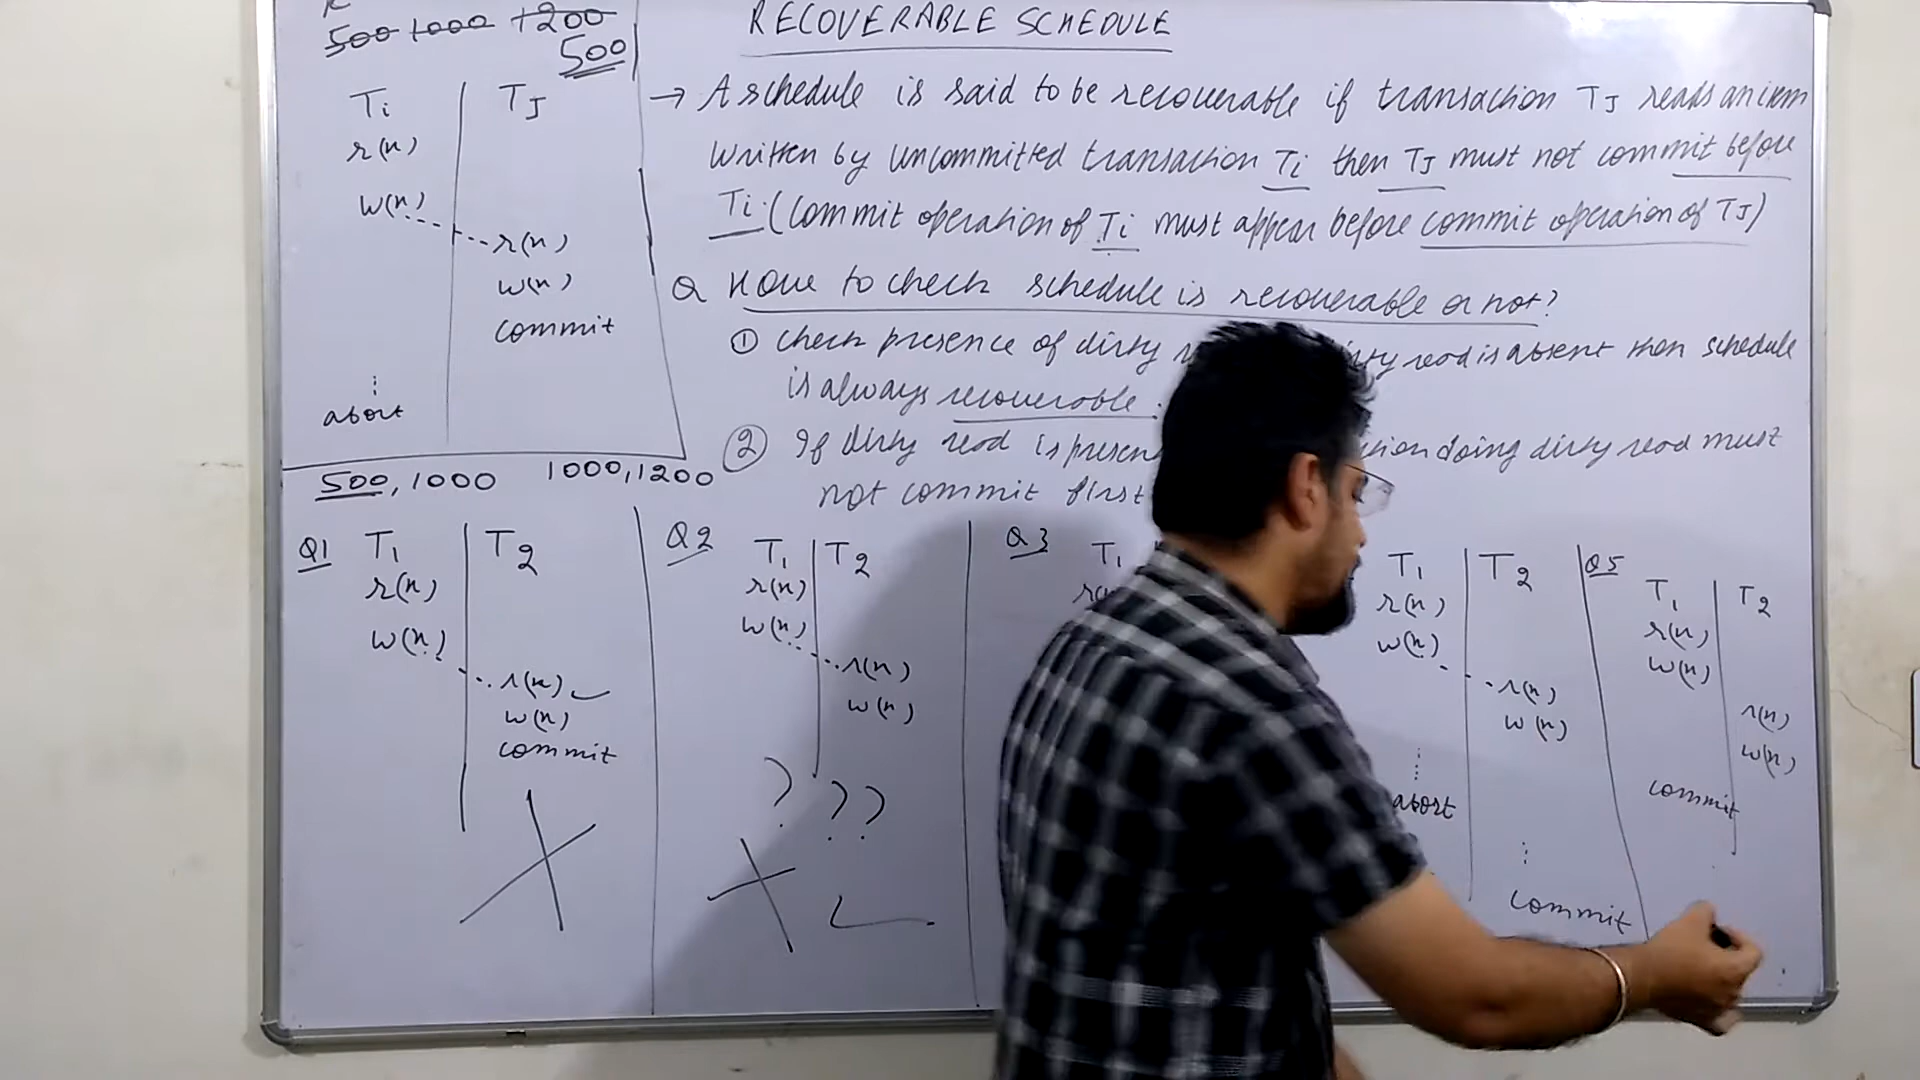 500 1000 1200
500
RECOVERABLE SCHEDULE
Ti TJ
r(x)
w(x)
r(x)
w(x)
commit
abort
→ A schedule is said to be recoverable if transaction TJ reads an item
written by uncommitted transaction Ti then TJ must not commit before
Ti. (commit operation of Ti must appear before commit operation of TJ)
Q How to check schedule is recoverable or not?
① check presence of dirty read is absent then schedule
is always recoverable.
② If dirty read is present doing dirty read must
not commit first
500, 1000 1000, 1200
Q1 T1 T2
r(x)
w(x)
r(x)
w(x)
commit
Q2 T1 T2
r(x)
w(x)
r(x)
w(x)
? ??
Q3 T1
T1 T2
r(x)
w(x)
r(x)
w(x)
abort
commit
Q5
T1 T2
r(x)
w(x)
r(x)
w(x)
commit